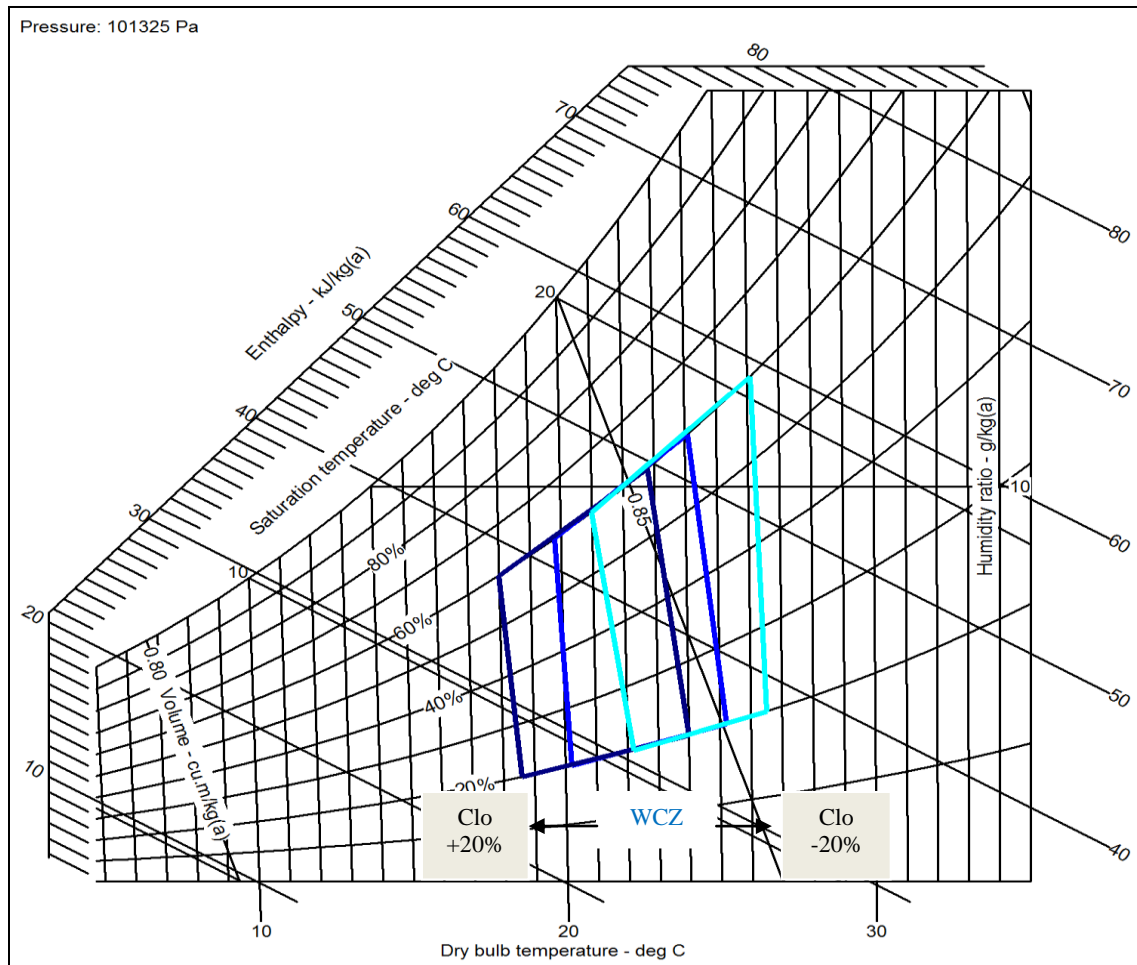 Pressure: 101325 Pa
80
70
60
50
40
30
20
10
Enthalpy - kJ/kg(a)
Saturation temperature - deg C
20
10
80%
60%
40%
20%
0.80 Volume - cu.m/kg(a)
0.85
Humidity ratio - g/kg(a)
10
80
70
60
50
40
Clo
+20%
WCZ
Clo
-20%
10
20
30
Dry bulb temperature - deg C